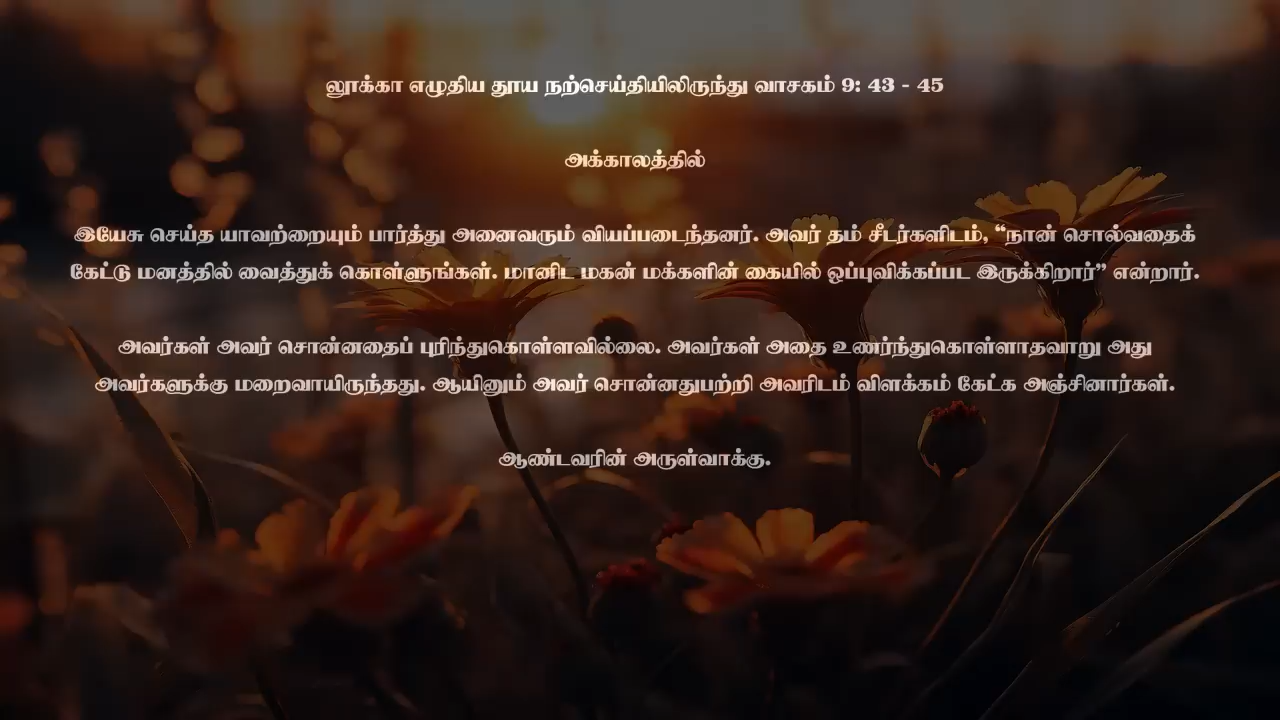 லூக்கா எழுதிய தூய நற்செய்தியிலிருந்து வாசகம் 9: 43 - 45
அக்காலத்தில்
இயேசு செய்த யாவற்றையும் பார்த்து அனைவரும் வியப்படைந்தனர். அவர் தம் சீடர்களிடம், “நான் சொல்வதைக்
கேட்டு மனத்தில் வைத்துக் கொள்ளுங்கள். மானிட மகன் மக்களின் கையில் ஒப்புவிக்கப்பட இருக்கிறார்” என்றார்.
அவர்கள் அவர் சொன்னதைப் புரிந்துகொள்ளவில்லை. அவர்கள் அதை உணர்ந்துகொள்ளாதவாறு அது
அவர்களுக்கு மறைவாயிருந்தது. ஆயினும் அவர் சொன்னதுபற்றி அவரிடம் விளக்கம் கேட்க அஞ்சினார்கள்.
ஆண்டவரின் அருள்வாக்கு.